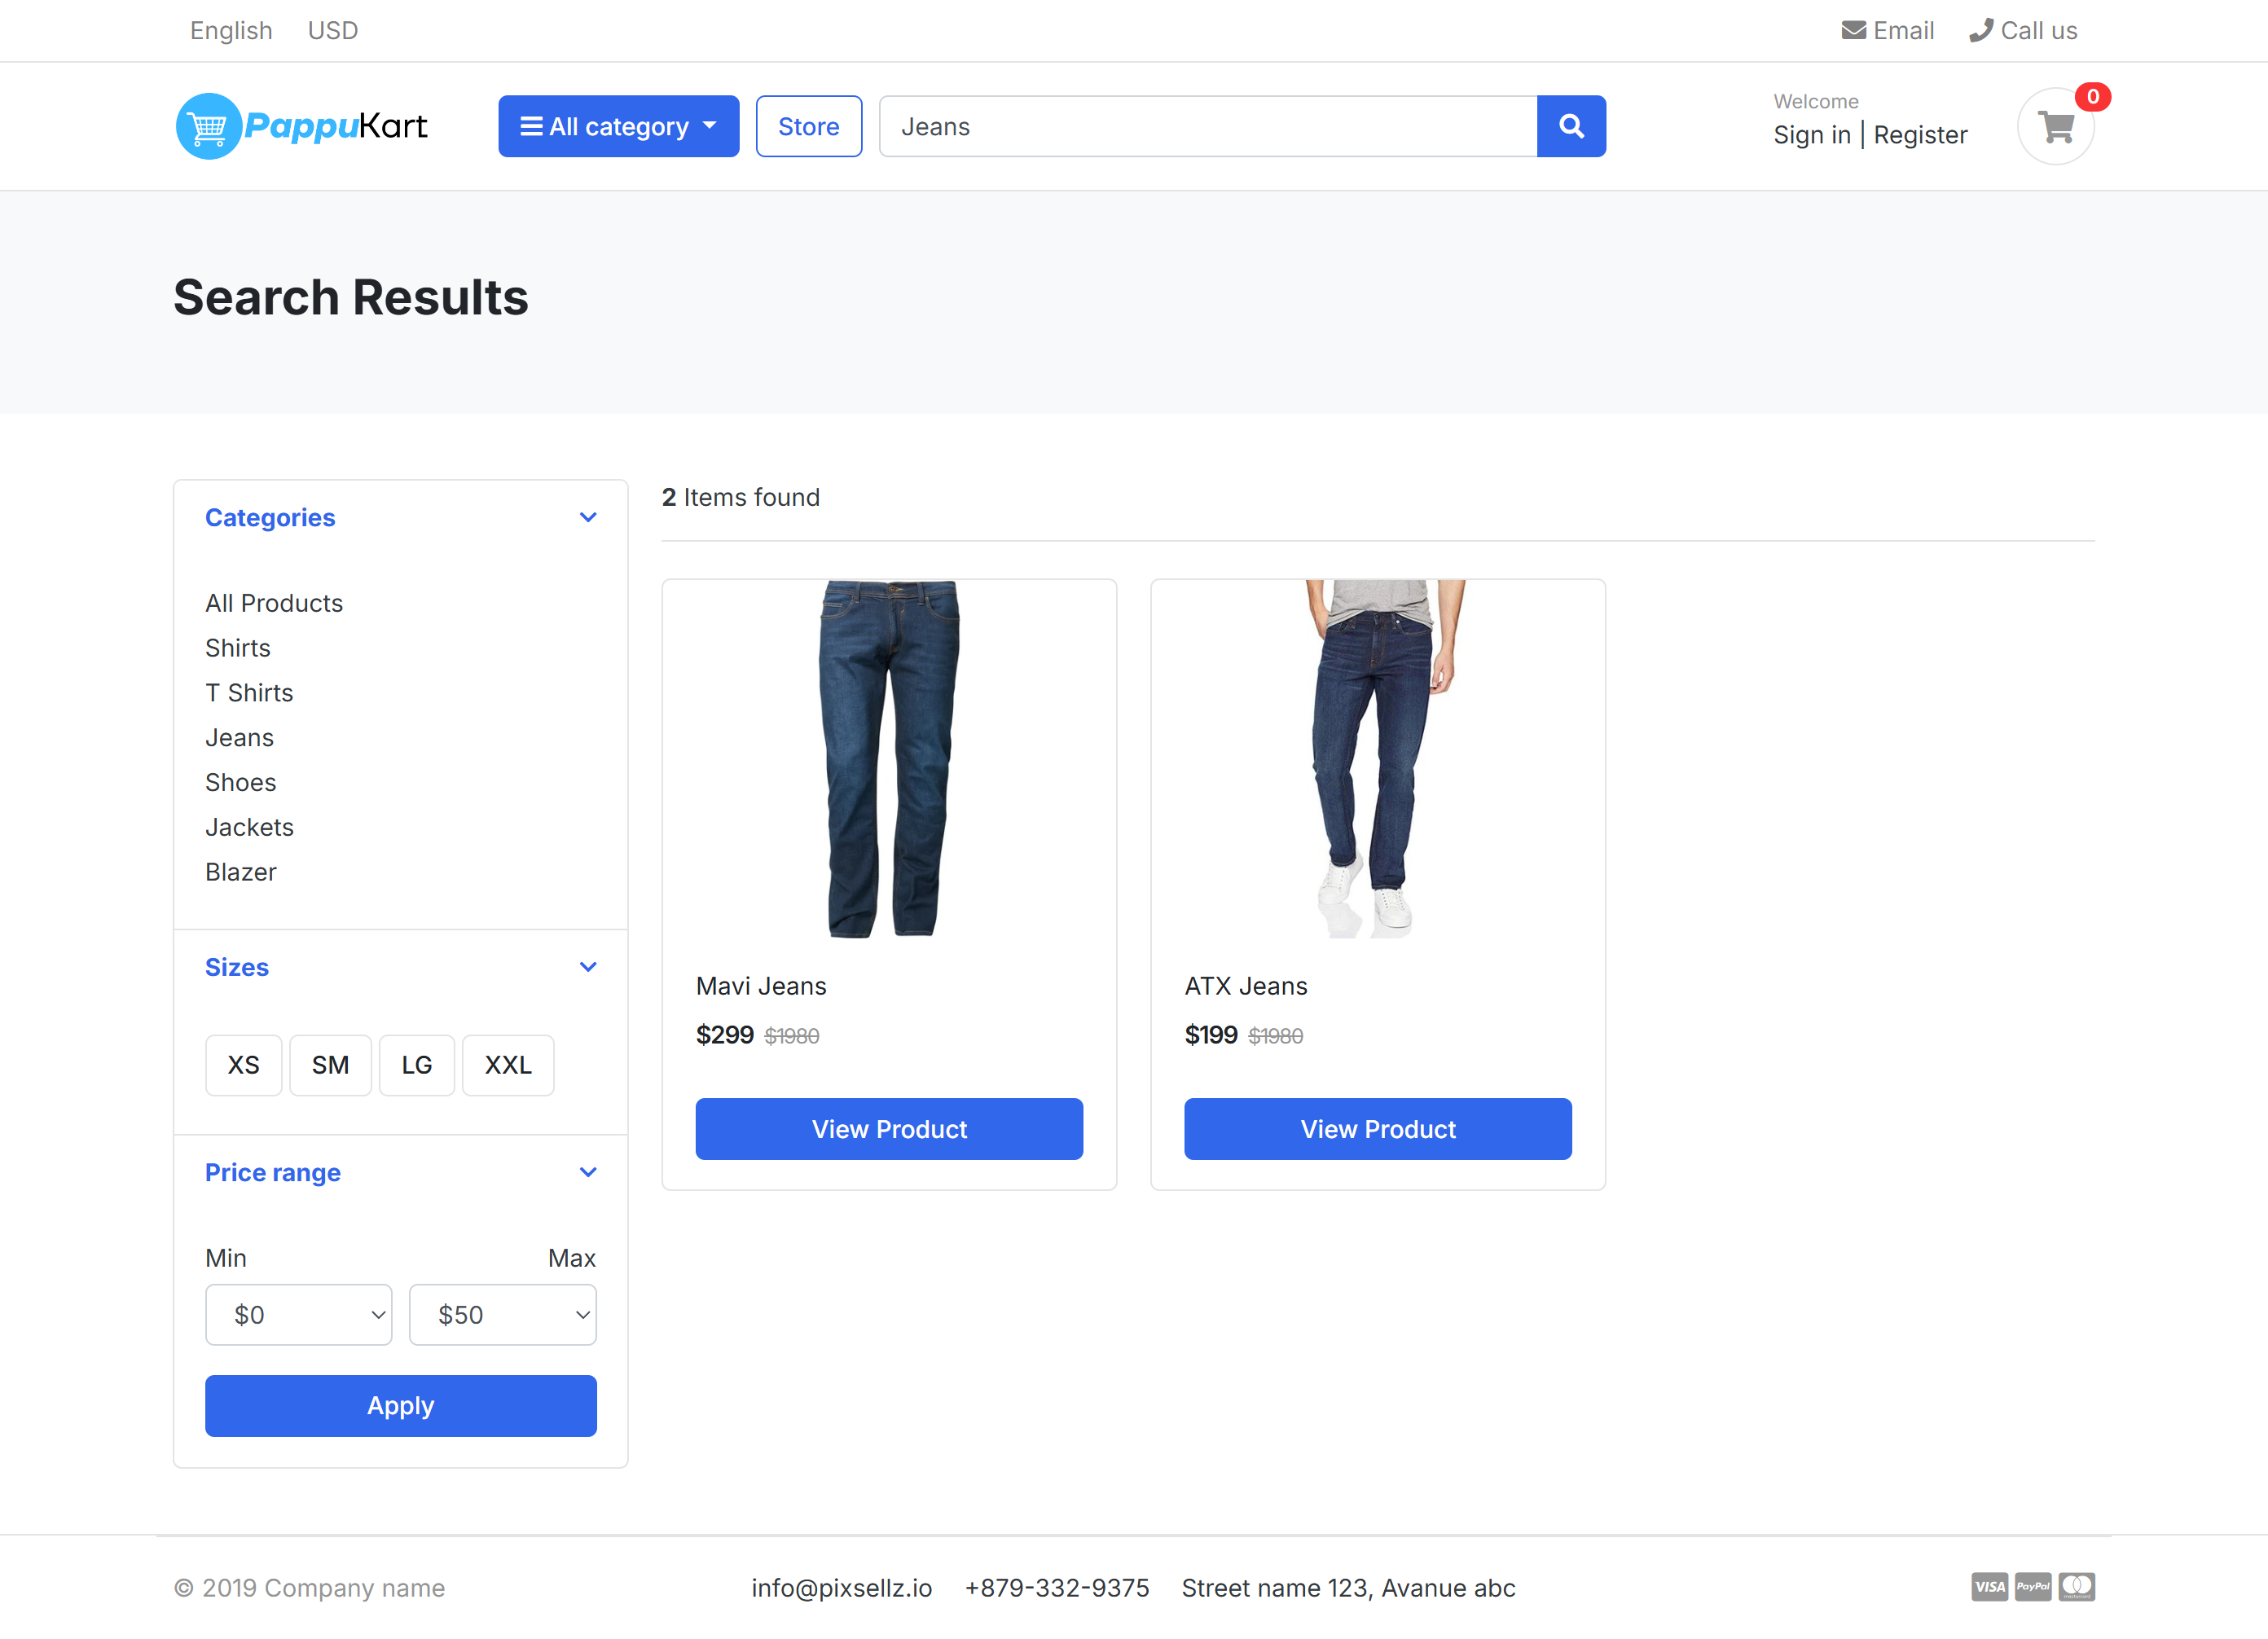 English USD Email Call us
PappuKart All category Store Jeans Welcome 0
Sign in | Register
Search Results
Categories
All Products
Shirts
T Shirts
Jeans
Shoes
Jackets
Blazer
Sizes
XS SM LG XXL
Price range
Min Max
$0 $50
Apply
2 Items found
Mavi Jeans
$299 $1980
View Product
ATX Jeans
$199 $1980
View Product
© 2019 Company name info@pixsellz.io +879-332-9375 Street name 123, Avanue abc VISA PayPal